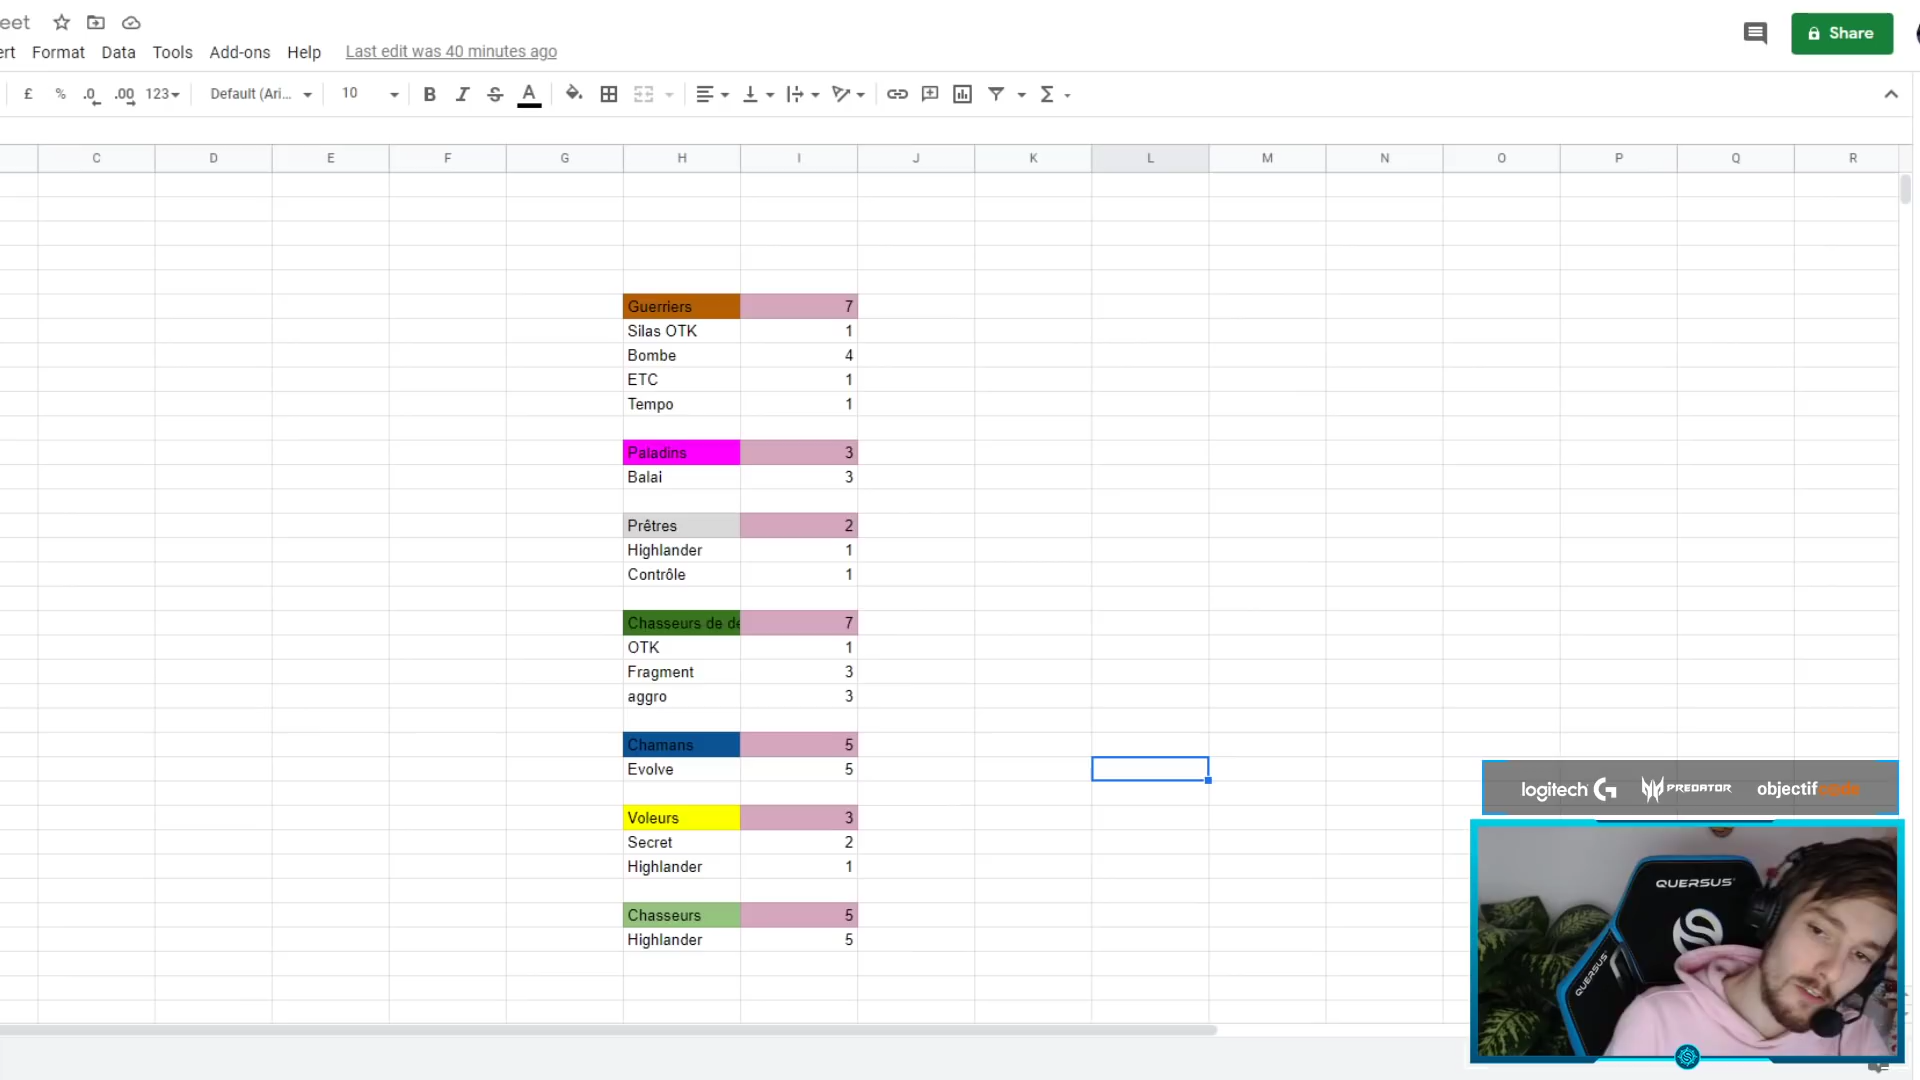 eet
ert Format Data Tools Add-ons Help Last edit was 40 minutes ago
Share
£ % .0 .00 123 Default (Ari... 10 B I S A Σ
C D E F G H I J K L M N O P Q R
Guerriers 7
Silas OTK 1
Bombe 4
ETC 1
Tempo 1
Paladins 3
Balai 3
Prêtres 2
Highlander 1
Contrôle 1
Chasseurs de dé 7
OTK 1
Fragment 3
aggro 3
Chamans 5
Evolve 5
Voleurs 3
Secret 2
Highlander 1
Chasseurs 5
Highlander 5
logitech G PREDATOR objectifcode
QUERSUS
QUERSUS